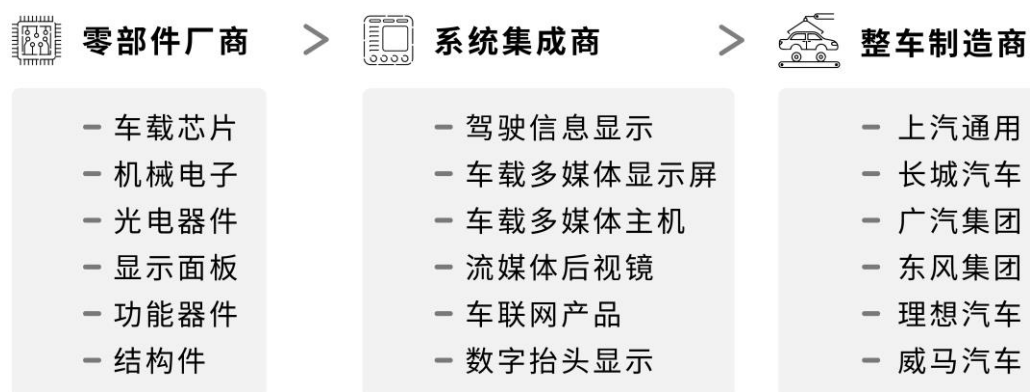 零部件厂商 > 系统集成商 > 整车制造商
– 车载芯片
– 机械电子
– 光电器件
– 显示面板
– 功能器件
– 结构件
– 驾驶信息显示
– 车载多媒体显示屏
– 车载多媒体主机
– 流媒体后视镜
– 车联网产品
– 数字抬头显示
– 上汽通用
– 长城汽车
– 广汽集团
– 东风集团
– 理想汽车
– 威马汽车